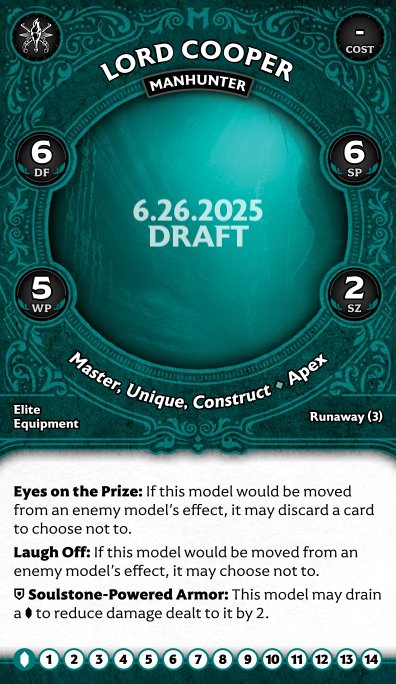 -
COST
LORD COOPER
MANHUNTER
6
DF
6
SP
6.26.2025
DRAFT
5
WP
2
SZ
Master, Unique, Construct ◆ Apex
Elite
Equipment
Runaway (3)
Eyes on the Prize: If this model would be moved
from an enemy model's effect, it may discard a card
to choose not to.
Laugh Off: If this model would be moved from an
enemy model's effect, it may choose not to.
Soulstone-Powered Armor: This model may drain
a to reduce damage dealt to it by 2.
1 2 3 4 5 6 7 8 9 10 11 12 13 14